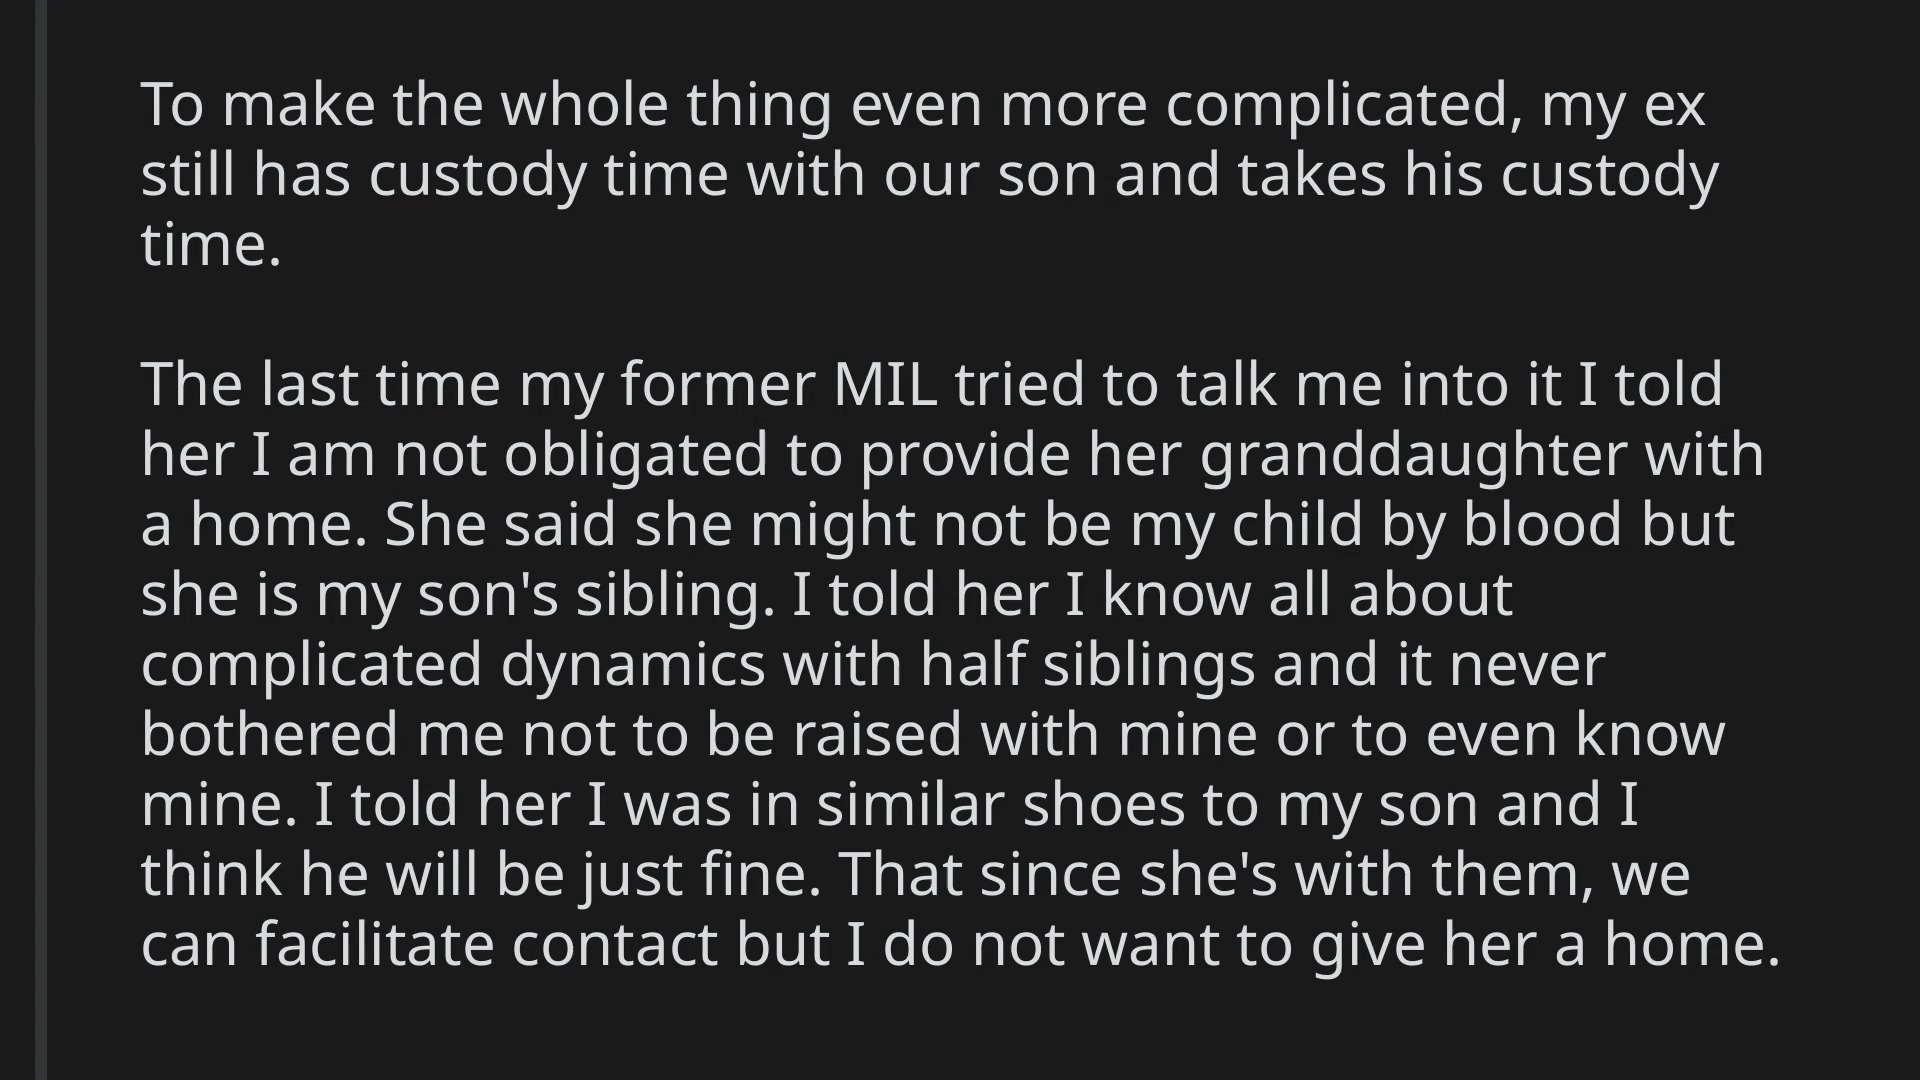 To make the whole thing even more complicated, my ex
still has custody time with our son and takes his custody
time.
The last time my former MIL tried to talk me into it I told
her I am not obligated to provide her granddaughter with
a home. She said she might not be my child by blood but
she is my son's sibling. I told her I know all about
complicated dynamics with half siblings and it never
bothered me not to be raised with mine or to even know
mine. I told her I was in similar shoes to my son and I
think he will be just fine. That since she's with them, we
can facilitate contact but I do not want to give her a home.